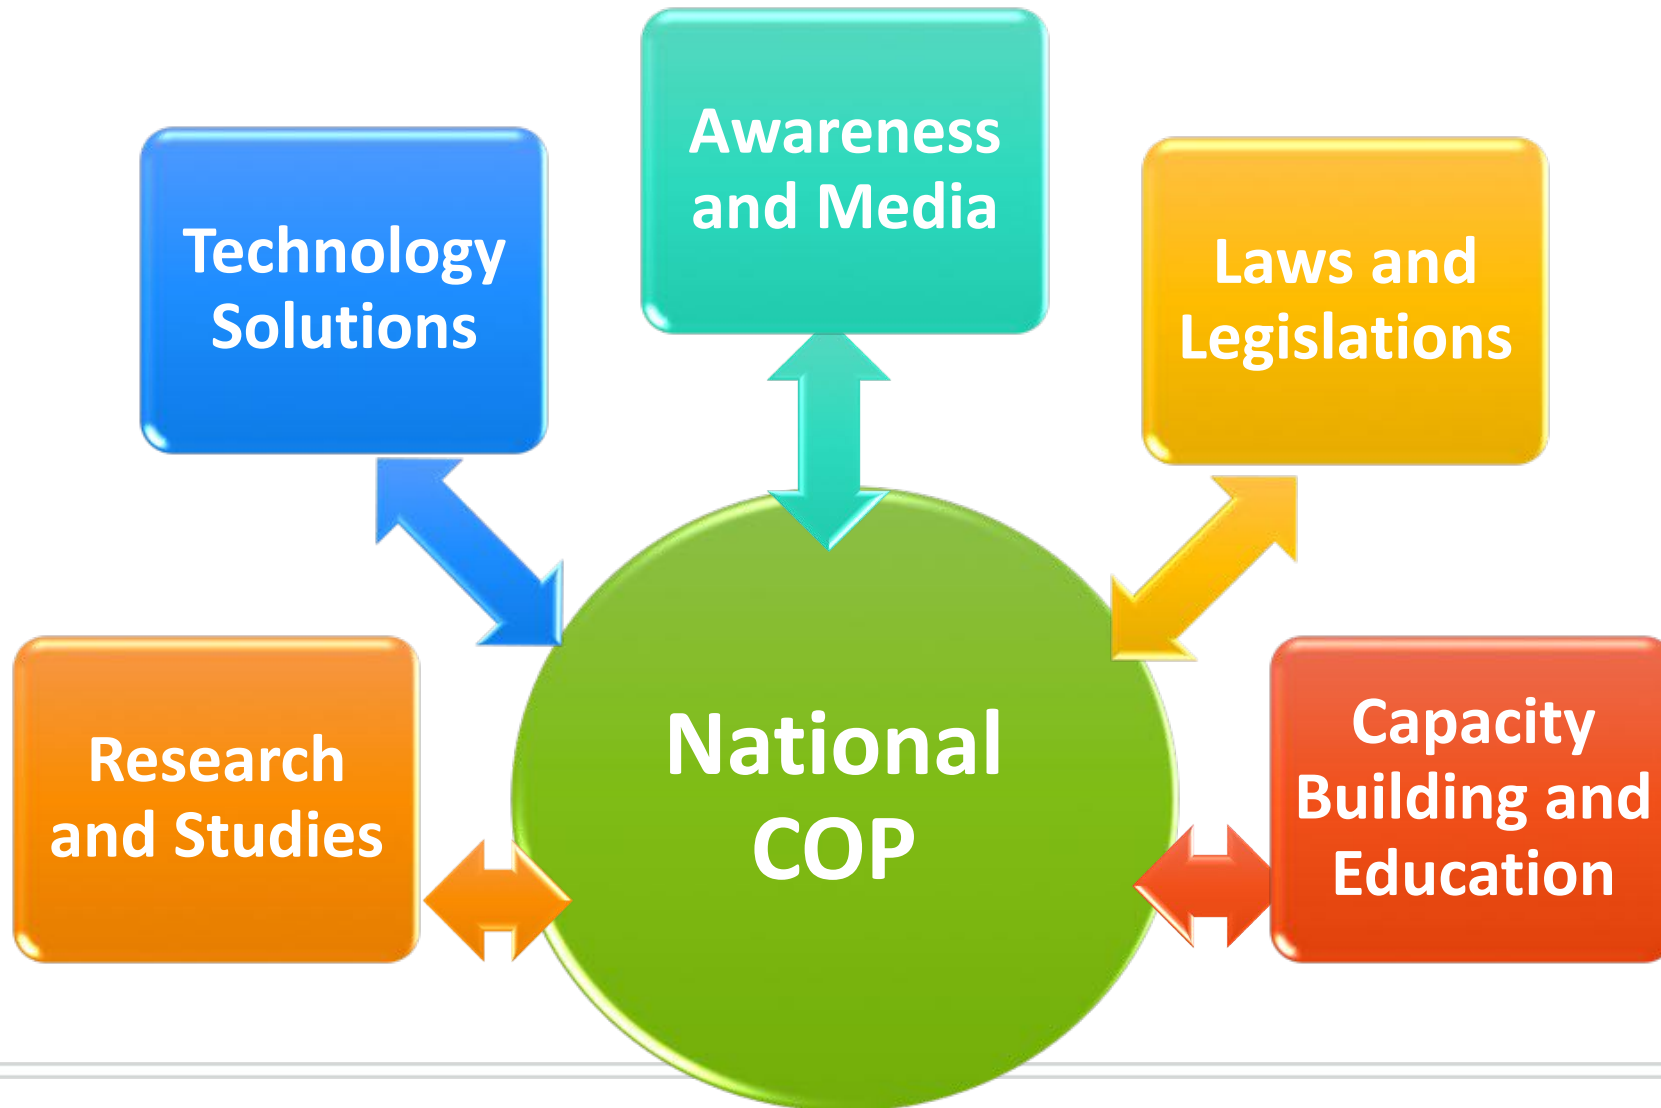 Awareness
and Media
Technology
Solutions
Laws and
Legislations
Research
and Studies
National
COP
Capacity
Building and
Education